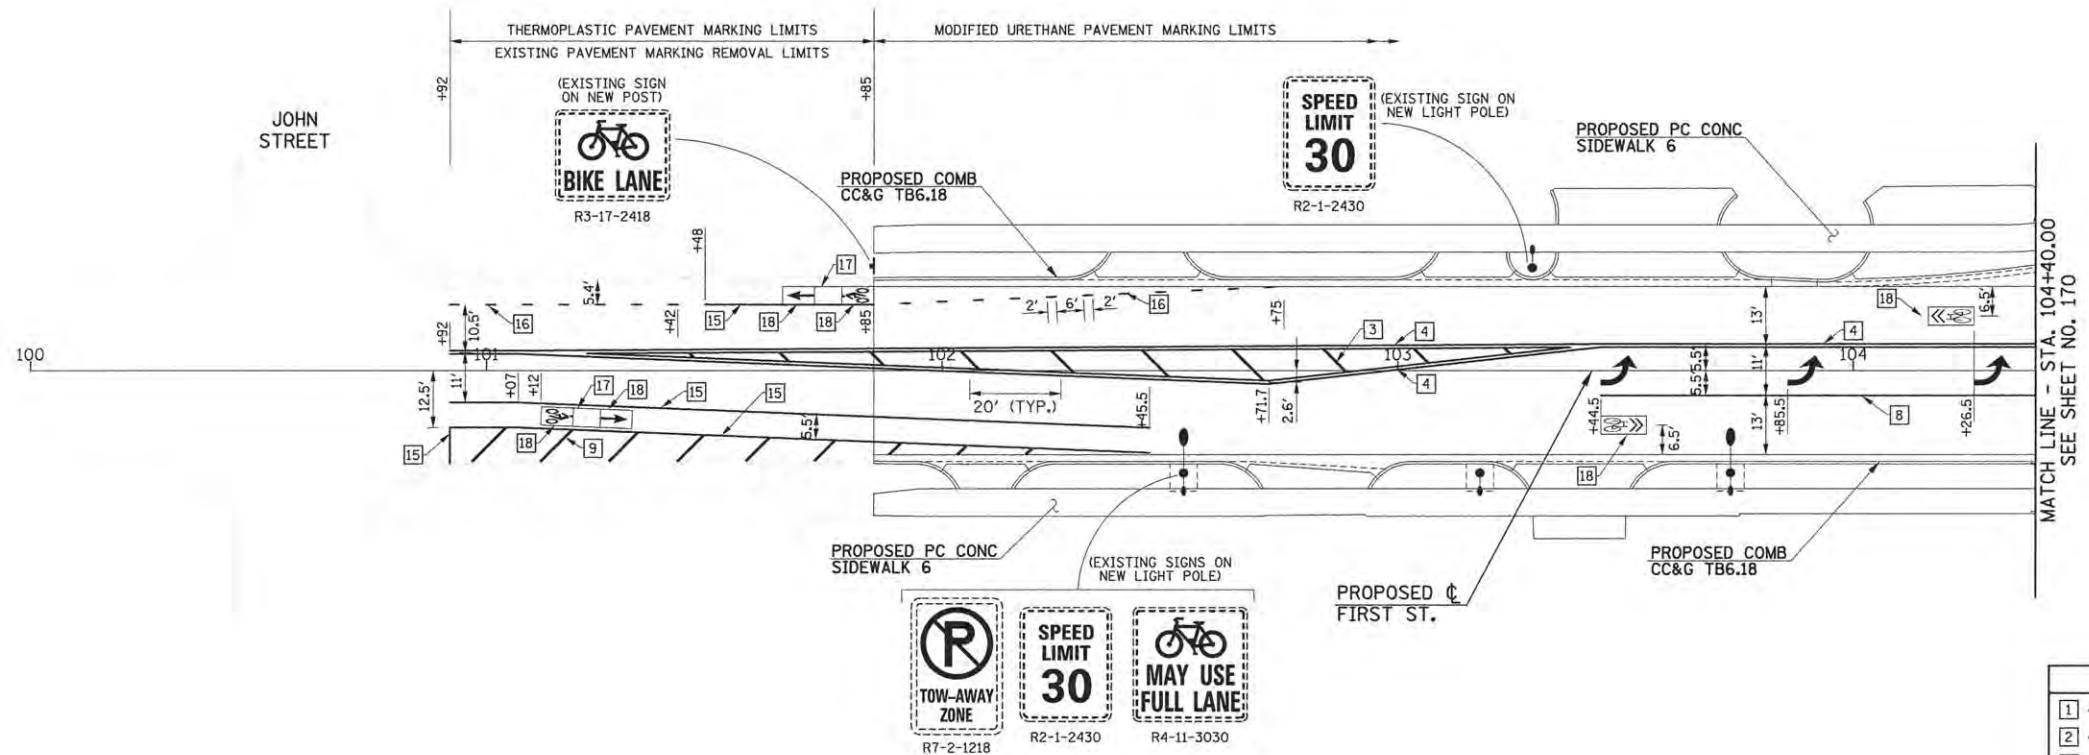 THERMOPLASTIC PAVEMENT MARKING LIMITS
EXISTING PAVEMENT MARKING REMOVAL LIMITS
MODIFIED URETHANE PAVEMENT MARKING LIMITS
+92
+85
JOHN
STREET
(EXISTING SIGN
ON NEW POST)
BIKE LANE
R3-17-2418
PROPOSED COMB
CC&G TB6.18
SPEED
LIMIT
30
R2-1-2430
(EXISTING SIGN ON
NEW LIGHT POLE)
PROPOSED PC CONC
SIDEWALK 6
+48
17
5.4'
16
10.5'
+92
+42
15
18
18
+85
2'
6'
2'
16
+75
3
4
13'
18
6.5'
4
100
101
102
103
104
11'
12.5'
+07
+12
17
18
15
15
5.5'
18
9
15
20' (TYP.)
+45.5
+71.7
2.6'
4
5.5'
5.5'
11'
+44.5
+85.5
+26.5
8
13'
6.5'
18
MATCH LINE - STA. 104+40.00
SEE SHEET NO. 170
PROPOSED PC CONC
SIDEWALK 6
(EXISTING SIGNS ON
NEW LIGHT POLE)
PROPOSED ℄
FIRST ST.
PROPOSED COMB
CC&G TB6.18
P
TOW-AWAY
ZONE
R7-2-1218
SPEED
LIMIT
30
R2-1-2430
MAY USE
FULL LANE
R4-11-3030
1
2